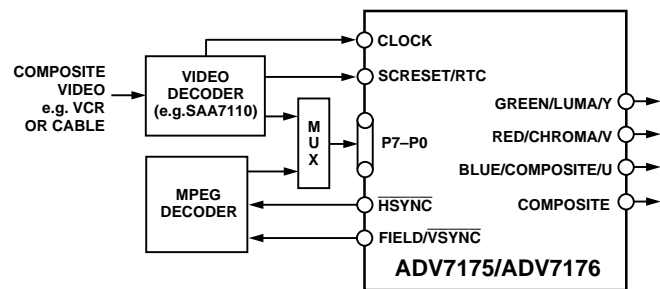 COMPOSITE
VIDEO
e.g. VCR
OR CABLE
VIDEO
DECODER
(e.g.SAA7110)
MPEG
DECODER
M
U
X
CLOCK
SCRESET/RTC
P7–P0
HSYNC
FIELD/VSYNC
GREEN/LUMA/Y
RED/CHROMA/V
BLUE/COMPOSITE/U
COMPOSITE
ADV7175/ADV7176